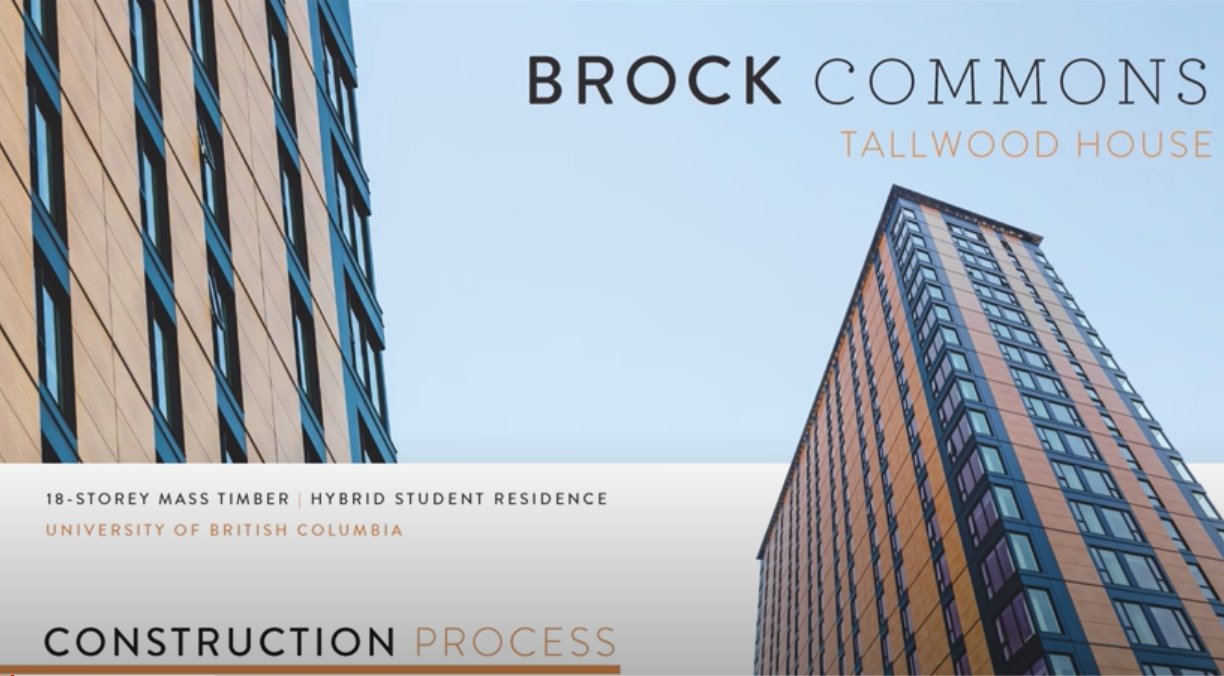 BROCK COMMONS
TALLWOOD HOUSE
18-STOREY MASS TIMBER | HYBRID STUDENT RESIDENCE
UNIVERSITY OF BRITISH COLUMBIA
CONSTRUCTION PROCESS